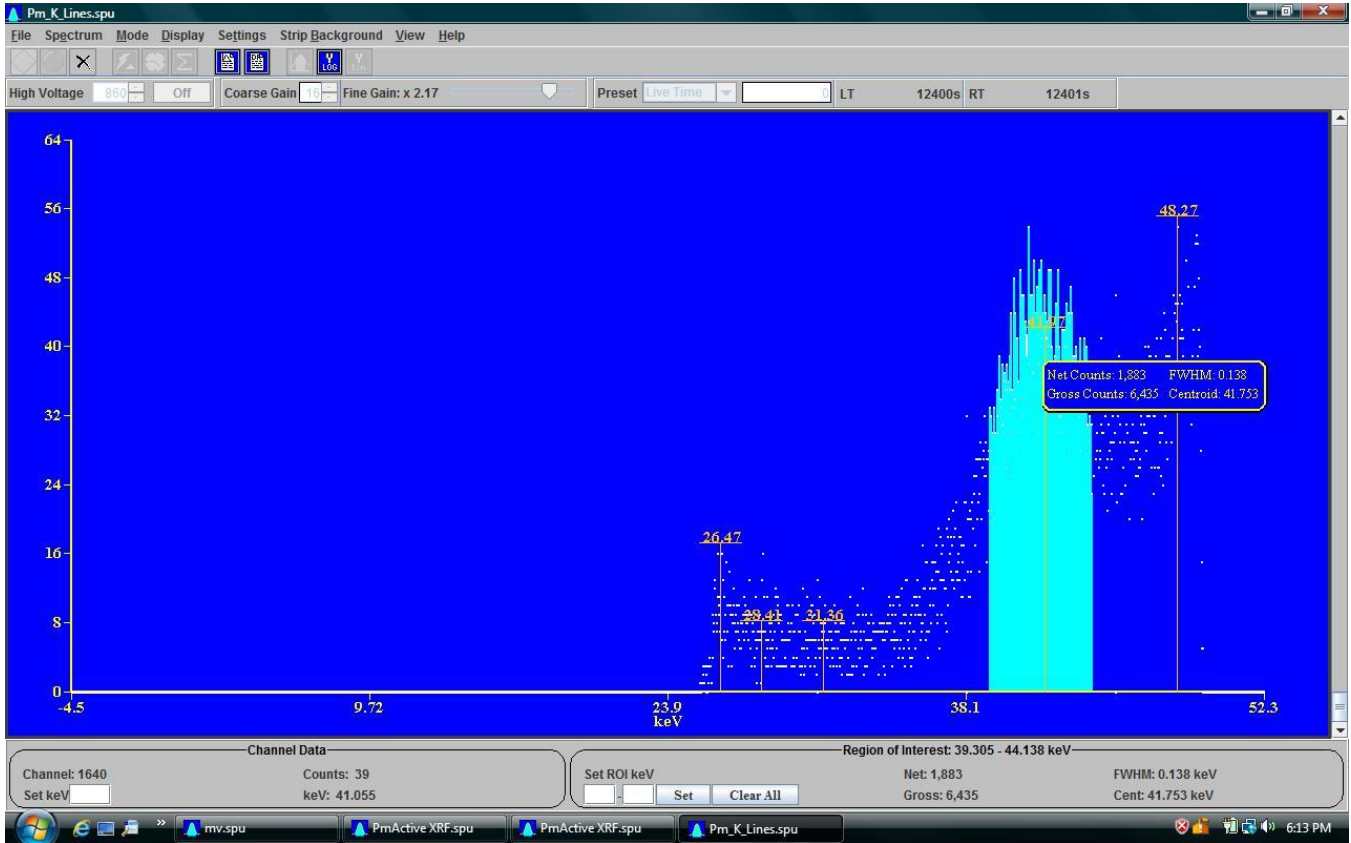 Pm_K_Lines.spu
File Spectrum Mode Display Settings Strip Background View Help
Y LOG Y Lin
High Voltage 860 Off Coarse Gain 16 Fine Gain: x 2.17 Preset Live Time 0 LT 12400s RT 12401s
64
56
48
40
32
24
16
8
0
48.27
41.97
Net Counts: 1,883 FWHM: 0.138
Gross Counts: 6,435 Centroid: 41.753
26.47
28.41 31.36
-4.5 9.72 23.9 38.1 52.3
keV
Channel Data
Channel: 1640 Counts: 39
Set keV keV: 41.055
Region of Interest: 39.305 - 44.138 keV
Set ROI keV Net: 1,883 FWHM: 0.138 keV
- Set Clear All Gross: 6,435 Cent: 41.753 keV
mv.spu PmActive XRF.spu PmActive XRF.spu Pm_K_Lines.spu 6:13 PM